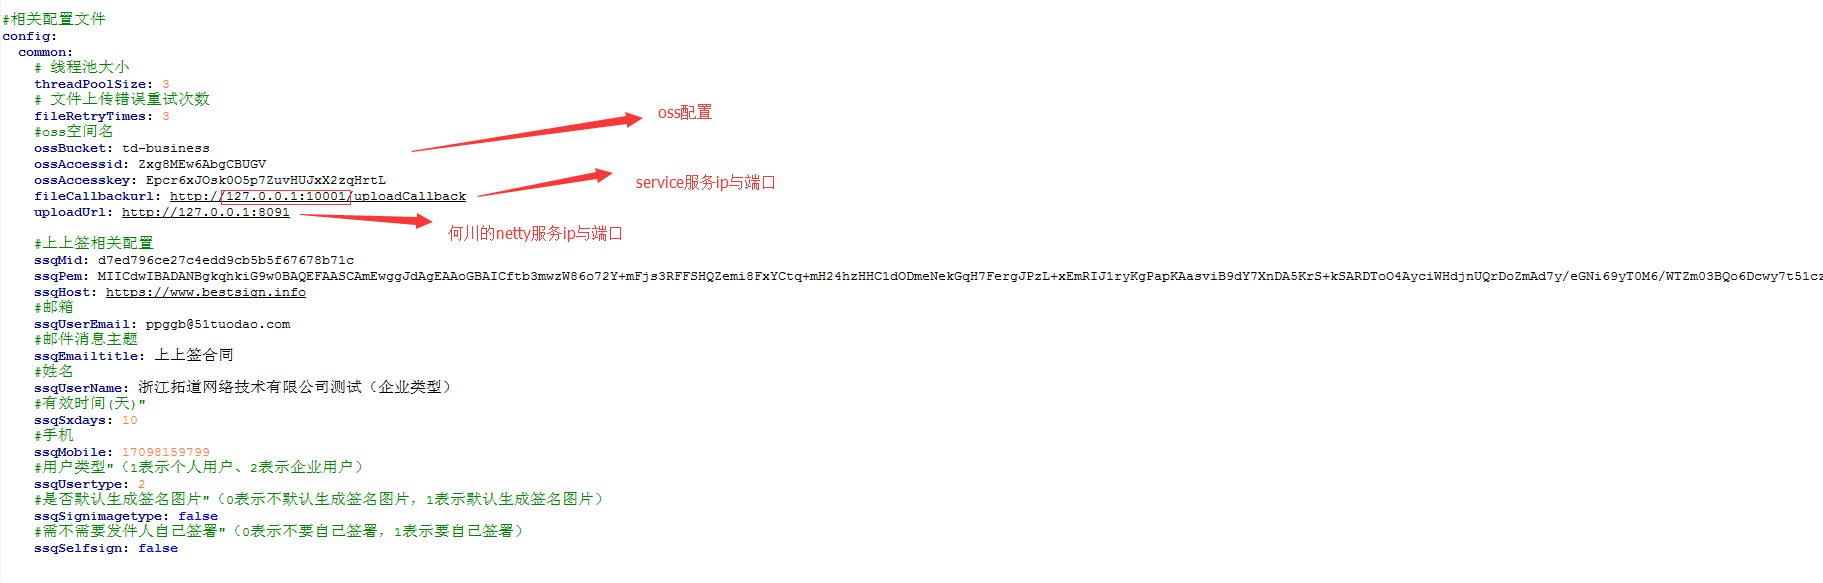 #相关配置文件
config:
common:
# 线程池大小
threadPoolSize: 3
# 文件上传错误重试次数
fileRetryTimes: 3
#oss空间名
oss配置
ossBucket: td-business
ossAccessid: Zxg8MEw6AbgCBUGV
ossAccesskey: Epcr6xJOsk0O5p7ZuvHUJxX2zqHrtL
service服务ip与端口
fileCallbackurl: http://127.0.0.1:10001/uploadCallback
uploadUrl: http://127.0.0.1:8091
何川的netty服务ip与端口
#上上签相关配置
ssqMid: d7ed796ce27c4edd9cb5b5f67678b71c
ssqPem: MIICdwIBADANBgkqhkiG9w0BAQEFAASCAmEwggJdAgEAAoGBAICftb3mwzW86o72Y+mFjs3RFFSHQZemi8FxYCtq+mH24hzHHC1dODmeNekGqH7FergJPzL+xEmRIJ1ryKgPapKAasviB9dY7XnDA5KrS+kSARDToO4AyciWHdjnUQrDoZmAd7y/eGNi69yT0M6/WTZm03BQo6Dcwy7t51cz
ssqHost: https://www.bestsign.info
#邮箱
ssqUserEmail: ppggb@51tuodao.com
#邮件消息主题
ssqEmailtitle: 上上签合同
#姓名
ssqUserName: 浙江拓道网络技术有限公司测试（企业类型）
#有效时间(天)"
ssqSxdays: 10
#手机
ssqMobile: 17098159799
#用户类型"（1表示个人用户、2表示企业用户）
ssqUsertype: 2
#是否默认生成签名图片"（0表示不默认生成签名图片，1表示默认生成签名图片）
ssqSignimagetype: false
#需不需要发件人自己签署"（0表示不要自己签署，1表示要自己签署）
ssqSelfsign: false